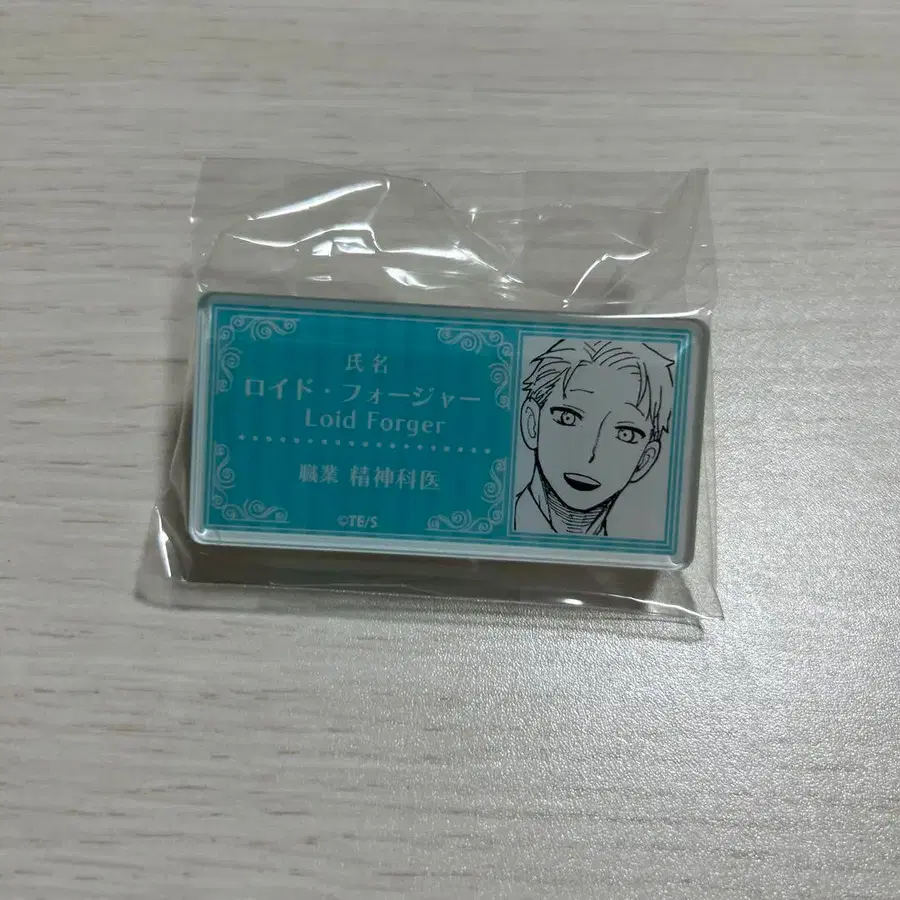 氏名
ロイド・フォージャー
Loid Forger
職業 精神科医
©TE/S